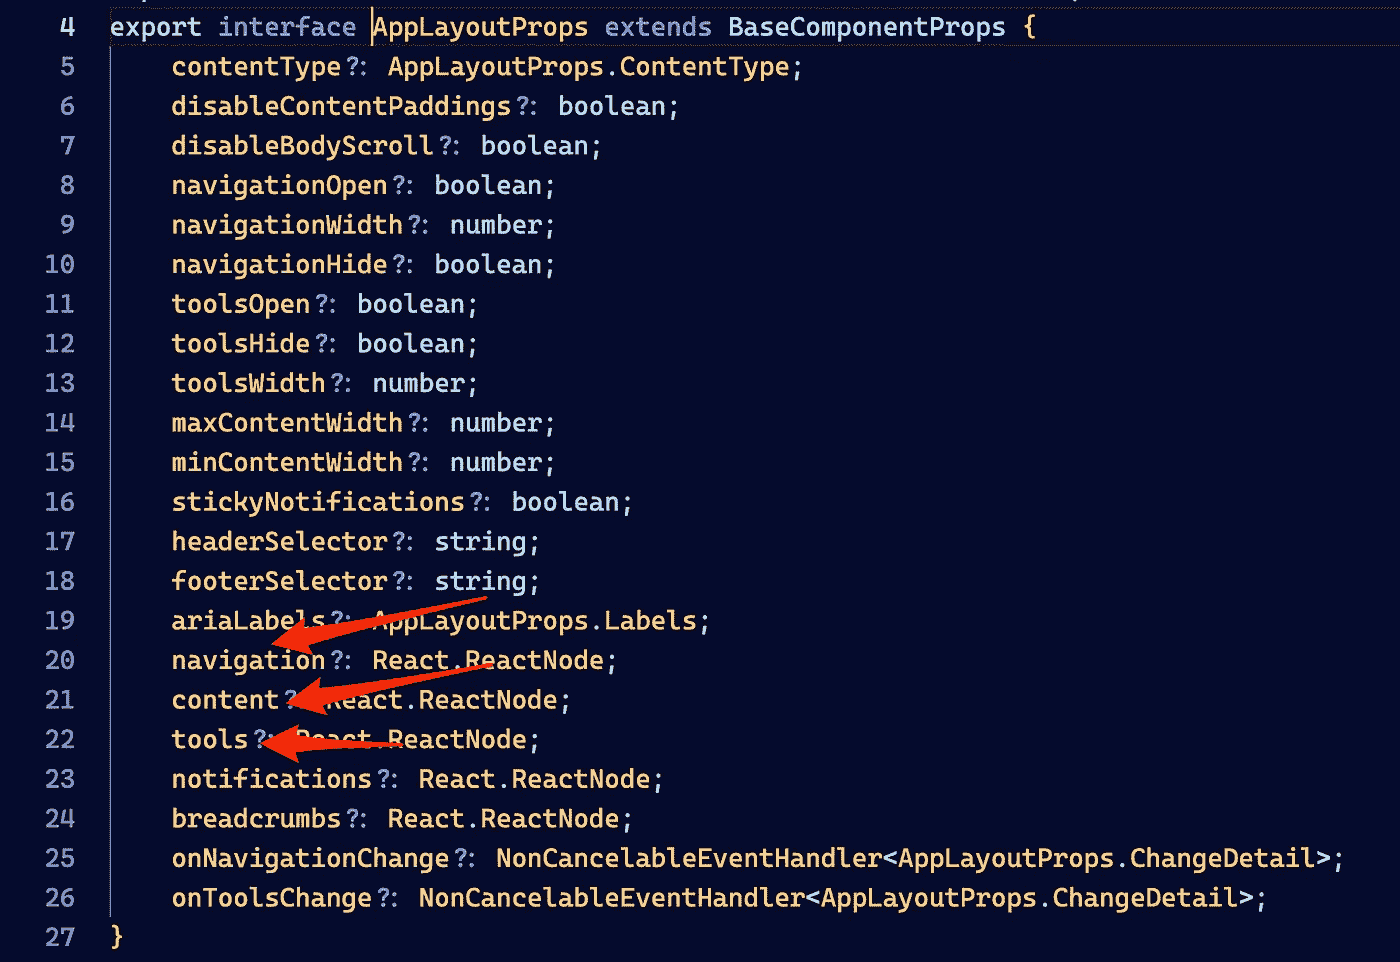 4 export interface AppLayoutProps extends BaseComponentProps {
5 contentType?: AppLayoutProps.ContentType;
6 disableContentPaddings?: boolean;
7 disableBodyScroll?: boolean;
8 navigationOpen?: boolean;
9 navigationWidth?: number;
10 navigationHide?: boolean;
11 toolsOpen?: boolean;
12 toolsHide?: boolean;
13 toolsWidth?: number;
14 maxContentWidth?: number;
15 minContentWidth?: number;
16 stickyNotifications?: boolean;
17 headerSelector?: string;
18 footerSelector?: string;
19 ariaLabels?: AppLayoutProps.Labels;
20 navigation?: React.ReactNode;
21 content?: React.ReactNode;
22 tools?: React.ReactNode;
23 notifications?: React.ReactNode;
24 breadcrumbs?: React.ReactNode;
25 onNavigationChange?: NonCancelableEventHandler<AppLayoutProps.ChangeDetail>;
26 onToolsChange?: NonCancelableEventHandler<AppLayoutProps.ChangeDetail>;
27 }